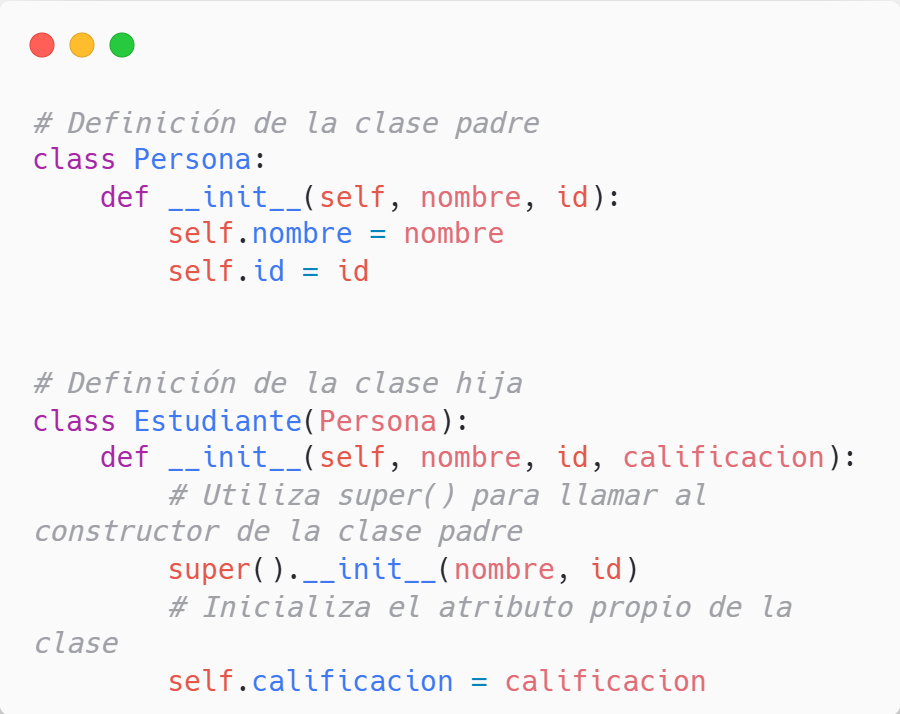 # Definición de la clase padre
class Persona:
    def __init__(self, nombre, id):
        self.nombre = nombre
        self.id = id
# Definición de la clase hija
class Estudiante(Persona):
    def __init__(self, nombre, id, calificacion):
        # Utiliza super() para llamar al
constructor de la clase padre
        super().__init__(nombre, id)
        # Inicializa el atributo propio de la
clase
        self.calificacion = calificacion